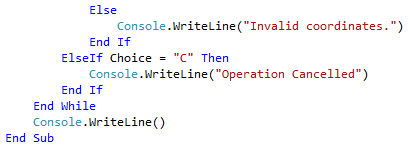 Else
Console.WriteLine("Invalid coordinates.")
End If
ElseIf Choice = "C" Then
Console.WriteLine("Operation Cancelled")
End If
End While
Console.WriteLine()
End Sub